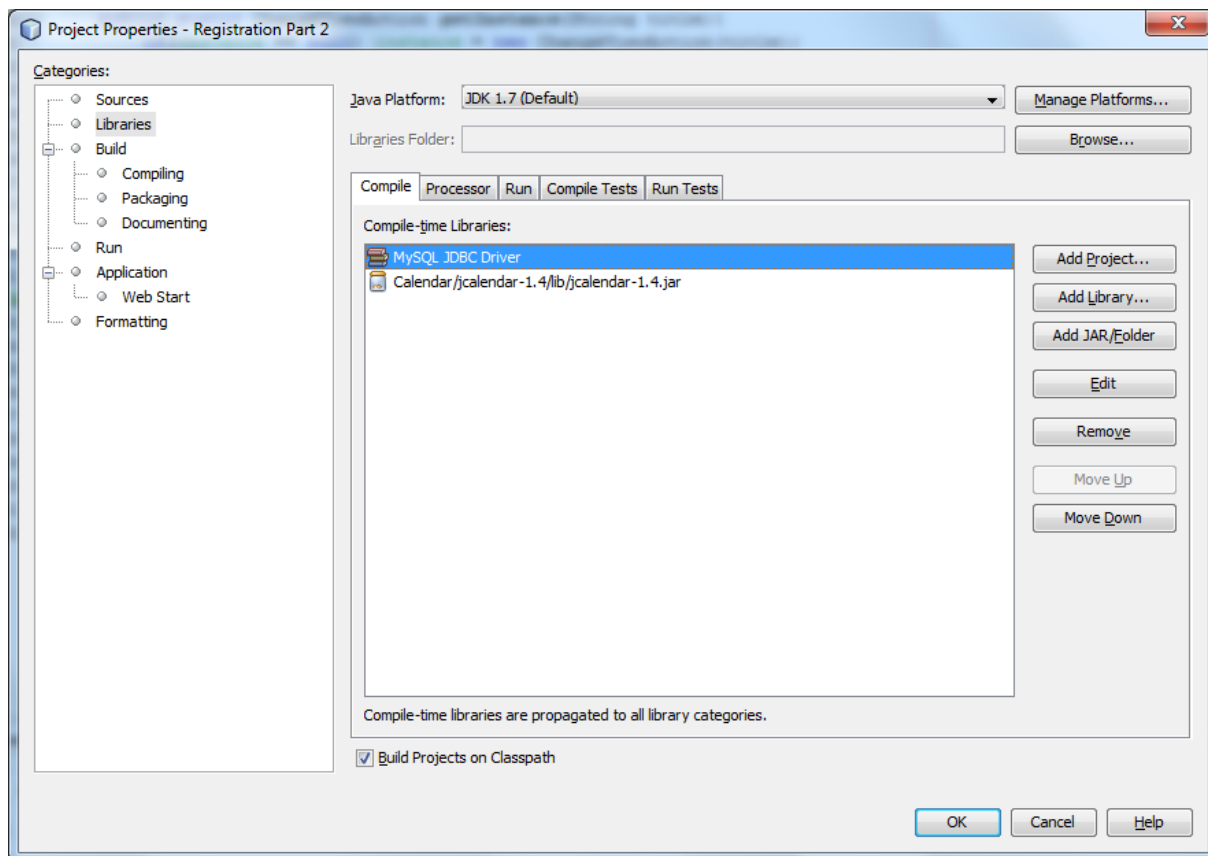 Project Properties - Registration Part 2
Categories:
Sources
Libraries
Build
Compiling
Packaging
Documenting
Run
Application
Web Start
Formatting
Java Platform: JDK 1.7 (Default) Manage Platforms...
Libraries Folder: Browse...
Compile Processor Run Compile Tests Run Tests
Compile-time Libraries:
MySQL JDBC Driver
Calendar/jcalendar-1.4/lib/jcalendar-1.4.jar
Add Project...
Add Library...
Add JAR/Folder
Edit
Remove
Move Up
Move Down
Compile-time libraries are propagated to all library categories.
Build Projects on Classpath
OK Cancel Help